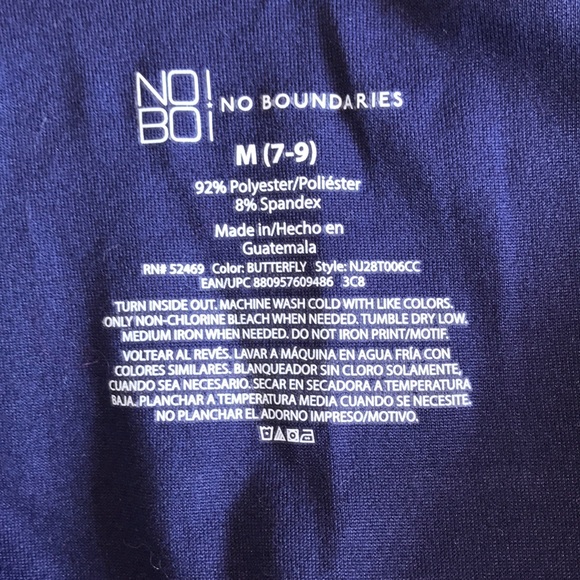 NO!
BO!
NO BOUNDARIES
M (7-9)
92% Polyester/Poliéster
8% Spandex
Made in/Hecho en
Guatemala
RN# 52469 Color: BUTTERFLY Style: NJ28T006CC
EAN/UPC 880957609486 3C8
TURN INSIDE OUT. MACHINE WASH COLD WITH LIKE COLORS.
ONLY NON-CHLORINE BLEACH WHEN NEEDED. TUMBLE DRY LOW.
MEDIUM IRON WHEN NEEDED. DO NOT IRON PRINT/MOTIF.
VOLTEAR AL REVÉS. LAVAR A MÁQUINA EN AGUA FRÍA CON
COLORES SIMILARES. BLANQUEADOR SIN CLORO SOLAMENTE,
CUANDO SEA NECESARIO. SECAR EN SECADORA A TEMPERATURA
BAJA. PLANCHAR A TEMPERATURA MEDIA CUANDO SE NECESITE.
NO PLANCHAR EL ADORNO IMPRESO/MOTIVO.